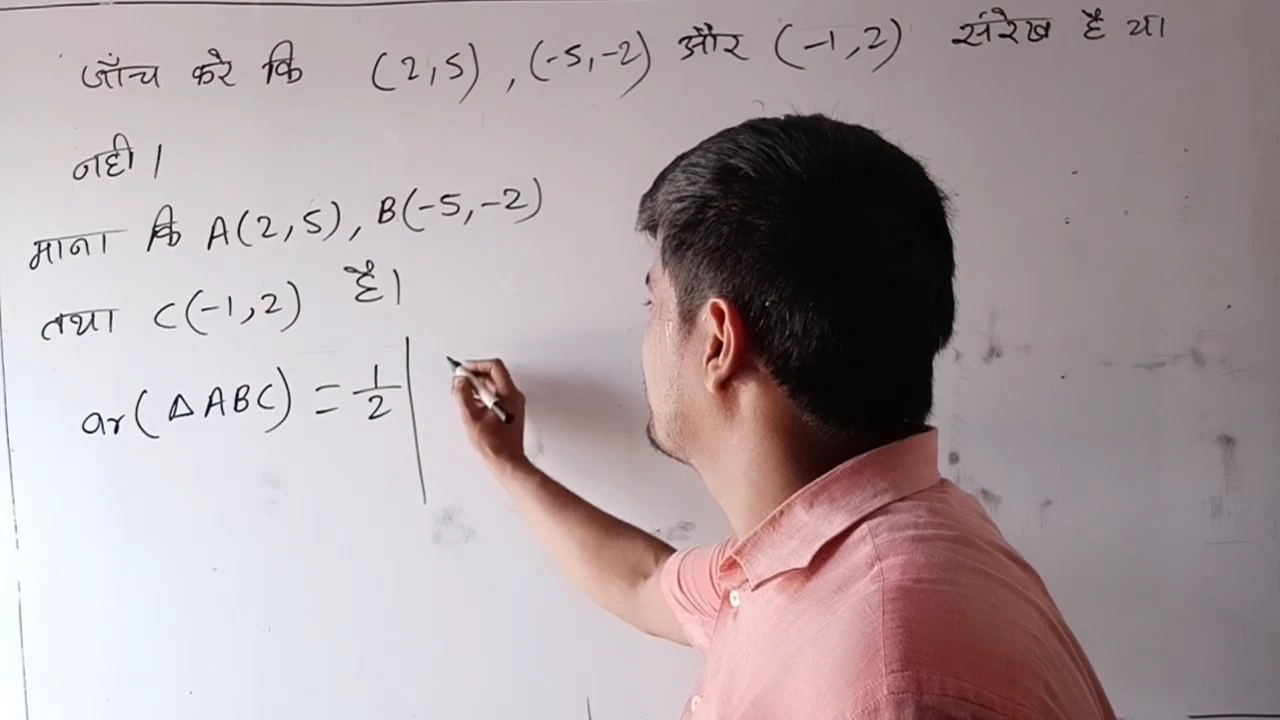 जाँच करे कि (2,5), (-5,-2) और (-1,2) संरेख है या
नही।
माना कि A(2,5), B(-5,-2)
तथा C(-1,2) है।
ar(△ABC) = 1/2 |